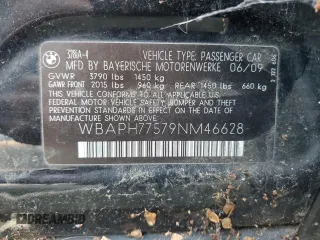 328iA-4 VEHICLE TYPE: PASSENGER CAR
MFD BY BAYERISCHE MOTORENWERKE 06/09
GVWR 3790 lbs 1450 kg
GAWR FRONT 2015 lbs 960 kg REAR 1450 lbs 660 kg
THIS VEHICLE CONFORMS TO ALL APPLICABLE
FEDERAL MOTOR VEHICLE SAFETY, BUMPER AND THEFT
PREVENTION STANDARDS IN EFFECT ON THE DATE
OF MANUFACTURE SHOWN ABOVE.
WBAPH77579NM46628